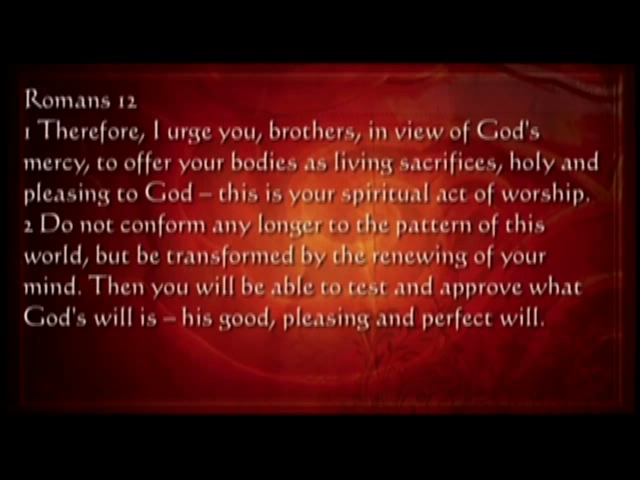 Romans 12
1 Therefore, I urge you, brothers, in view of God's
mercy, to offer your bodies as living sacrifices, holy and
pleasing to God – this is your spiritual act of worship.
2 Do not conform any longer to the pattern of this
world, but be transformed by the renewing of your
mind. Then you will be able to test and approve what
God's will is – his good, pleasing and perfect will.